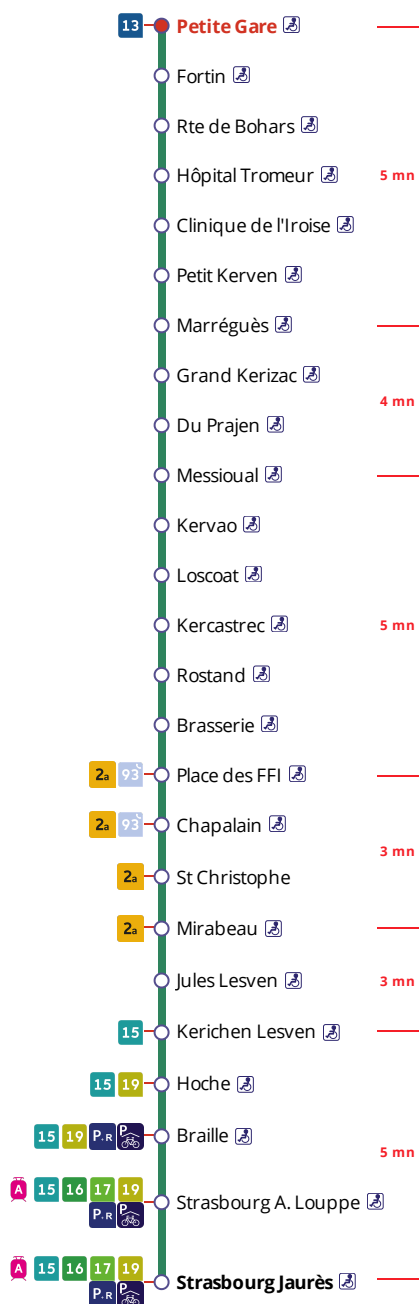 13 Petite Gare
Fortin
Rte de Bohars
Hôpital Tromeur 5 mn
Clinique de l'Iroise
Petit Kerven
Marréguès
Grand Kerizac
4 mn
Du Prajen
Messioual
Kervao
Loscoat
Kercastrec 5 mn
Rostand
Brasserie
2a 93 Place des FFI
2a 93 Chapalain
3 mn
2a St Christophe
2a Mirabeau
Jules Lesven 3 mn
15 Kerichen Lesven
15 19 Hoche
15 19 P+R P Braille
5 mn
A 15 16 17 19
Strasbourg A. Louppe
P+R P
A 15 16 17 19
Strasbourg Jaurès
P+R P